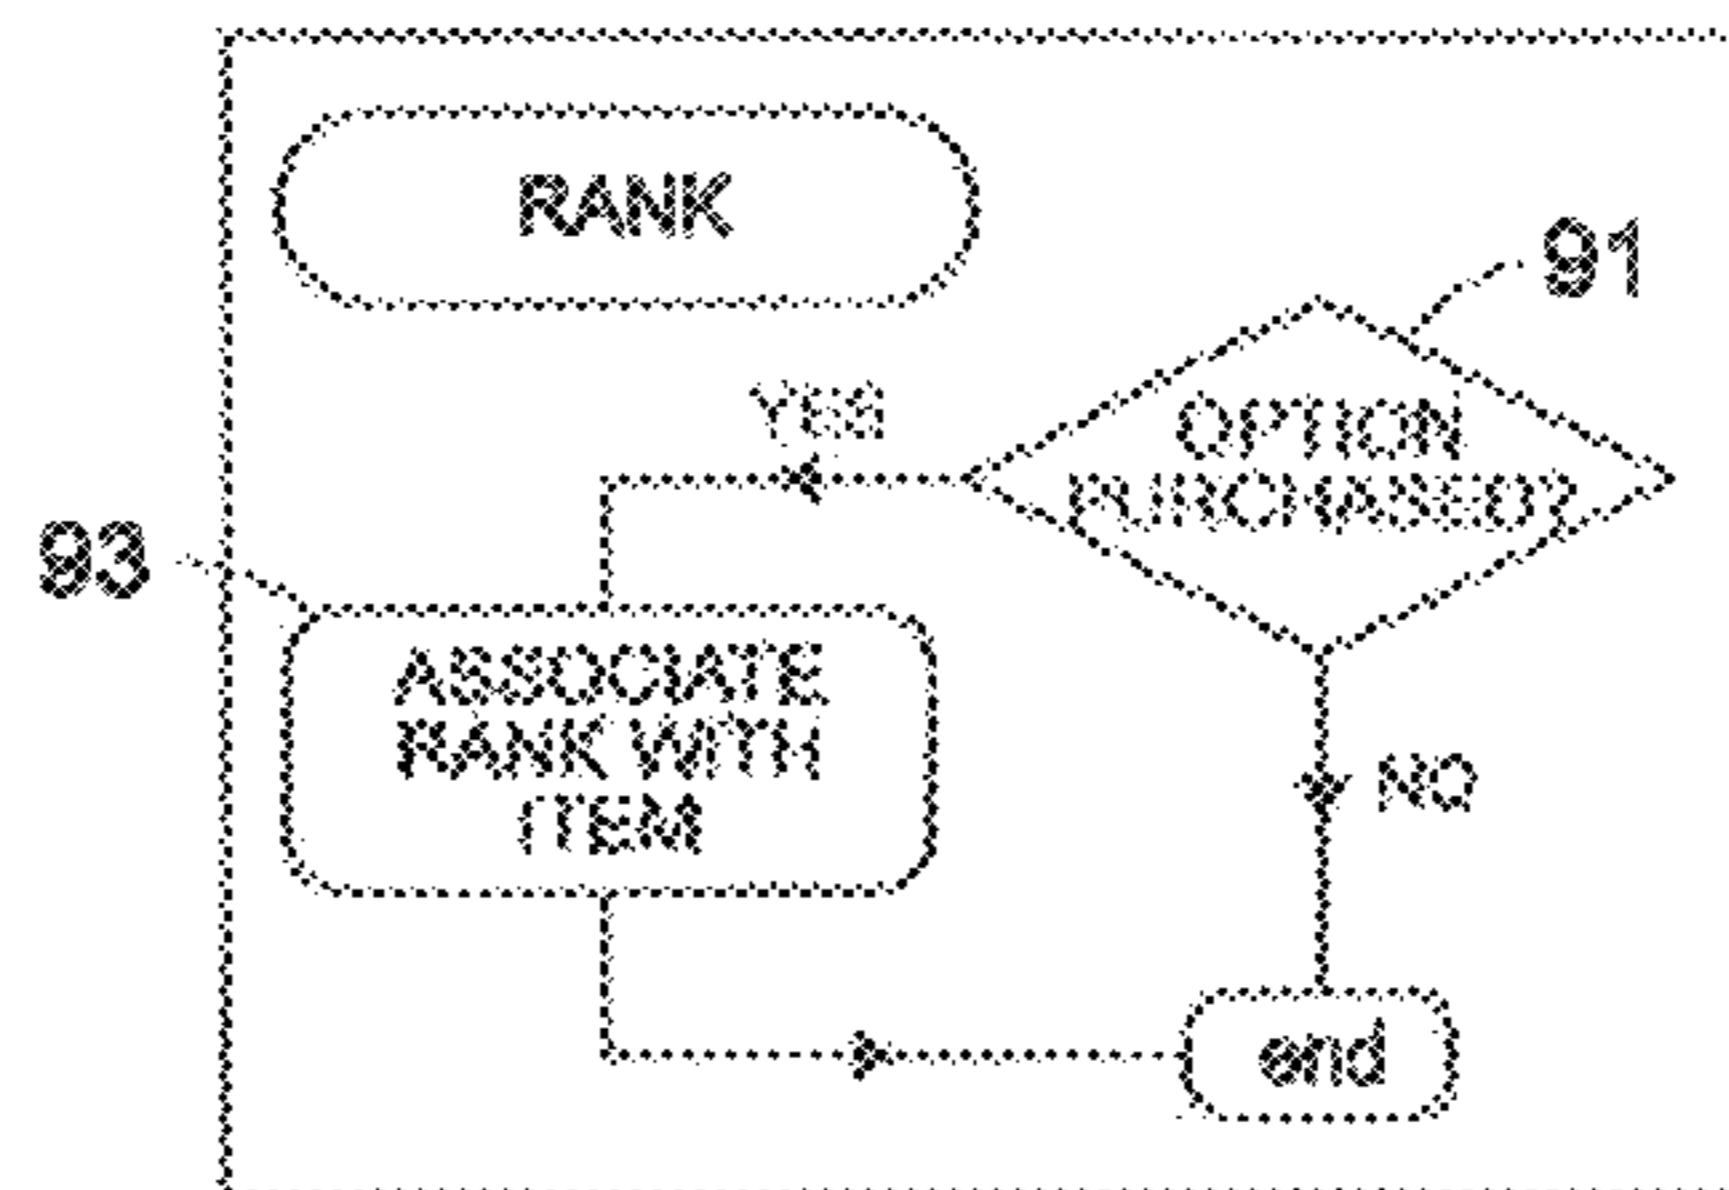 RANK
91
YES
OPTION
PURCHASED?
93
ASSOCIATE
RANK WITH
ITEM
NO
end